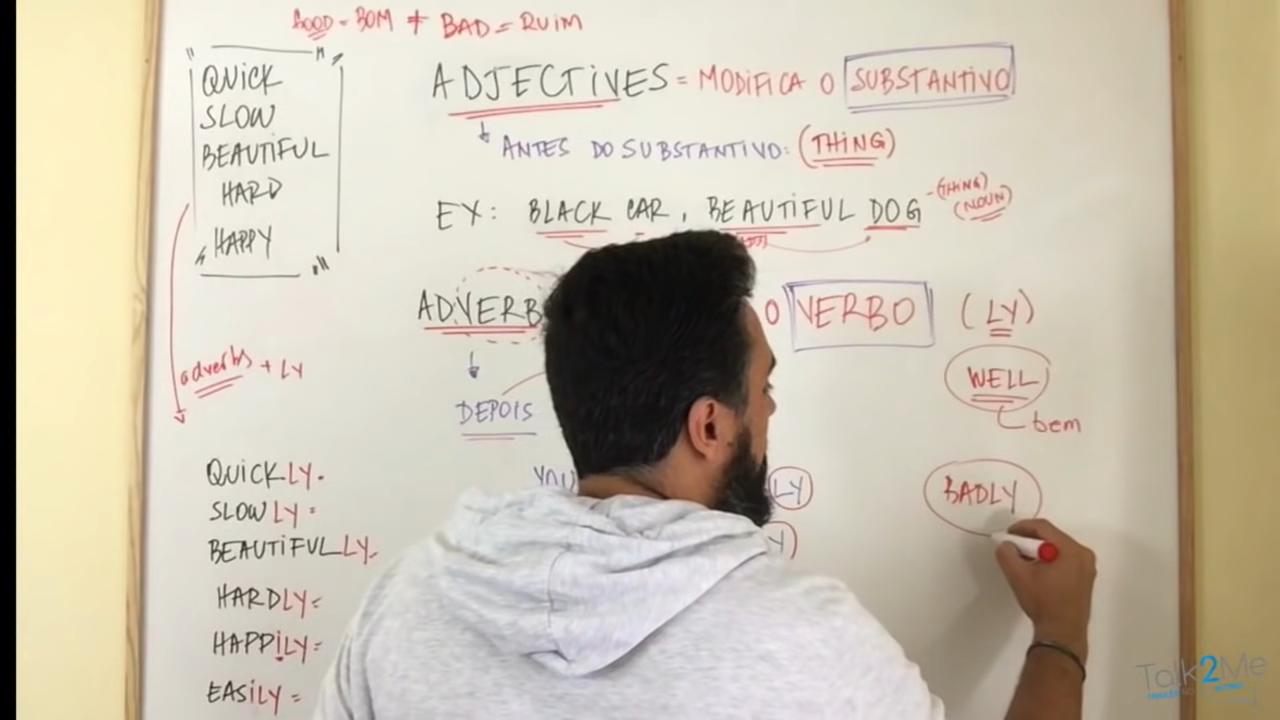 GOOD = BOM ≠ BAD = RUIM
QUICK
SLOW
BEAUTIFUL
HARD
HAPPY
adverbs + LY
QUICKLY.
SLOWLY =
BEAUTIFULLY.
HARDLY =
HAPPILY =
EASILY =
ADJECTIVES = MODIFICA O SUBSTANTIVO
ANTES DO SUBSTANTIVO: (THING)
EX: BLACK CAR, BEAUTIFUL DOG - (THING)
(NOUN)
ADVERB O VERBO (LY)
WELL
bem
DEPOIS
YOU LY
Y
BADLY
Talk2Me